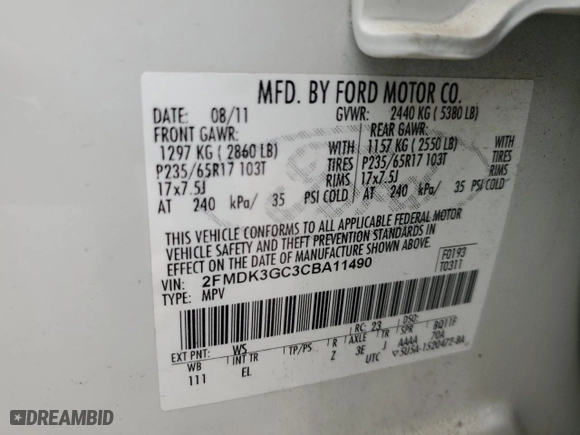 MFD. BY FORD MOTOR CO.
DATE: 08/11 GVWR: 2440 KG ( 5380 LB)
FRONT GAWR: REAR GAWR:
1297 KG ( 2860 LB) WITH 1157 KG ( 2550 LB) WITH
P235/65R17 103T TIRES P235/65R17 103T TIRES
17x7.5J RIMS 17x7.5J RIMS
AT 240 kPa/ 35 PSI COLD AT 240 kPa/ 35 PSI COLD
THIS VEHICLE CONFORMS TO ALL APPLICABLE FEDERAL MOTOR
VEHICLE SAFETY AND THEFT PREVENTION STANDARDS IN
EFFECT ON THE DATE OF MANUFACTURE SHOWN ABOVE.
VIN: 2FMDK3GC3CBA11490 F0193
TYPE: MPV T0311
EXT PNT: WS RC: 23 DSO:
WB INT TR TP/PS R AXLE TR SPR BQ11F
111 EL Z 3E J AAAA 70A
UTC 5U5A-1520472-BA
DREAMBID